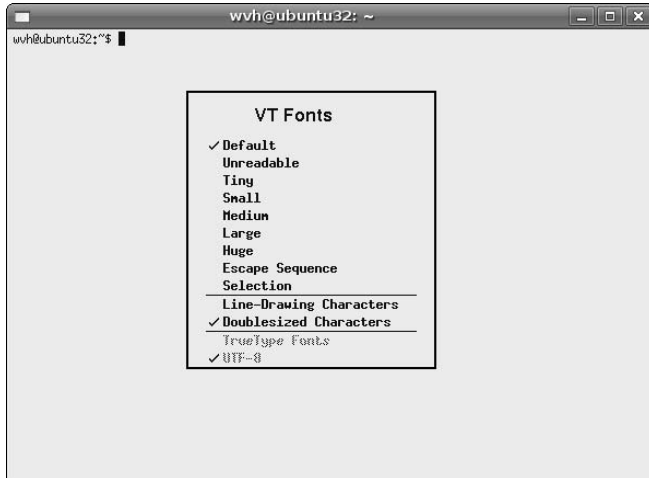 wvh@ubuntu32: ~
wvh@ubuntu32:~$
VT Fonts
✓ Default
Unreadable
Tiny
Small
Medium
Large
Huge
Escape Sequence
Selection
Line-Drawing Characters
✓ Doublesized Characters
TrueType Fonts
✓ UTF-8